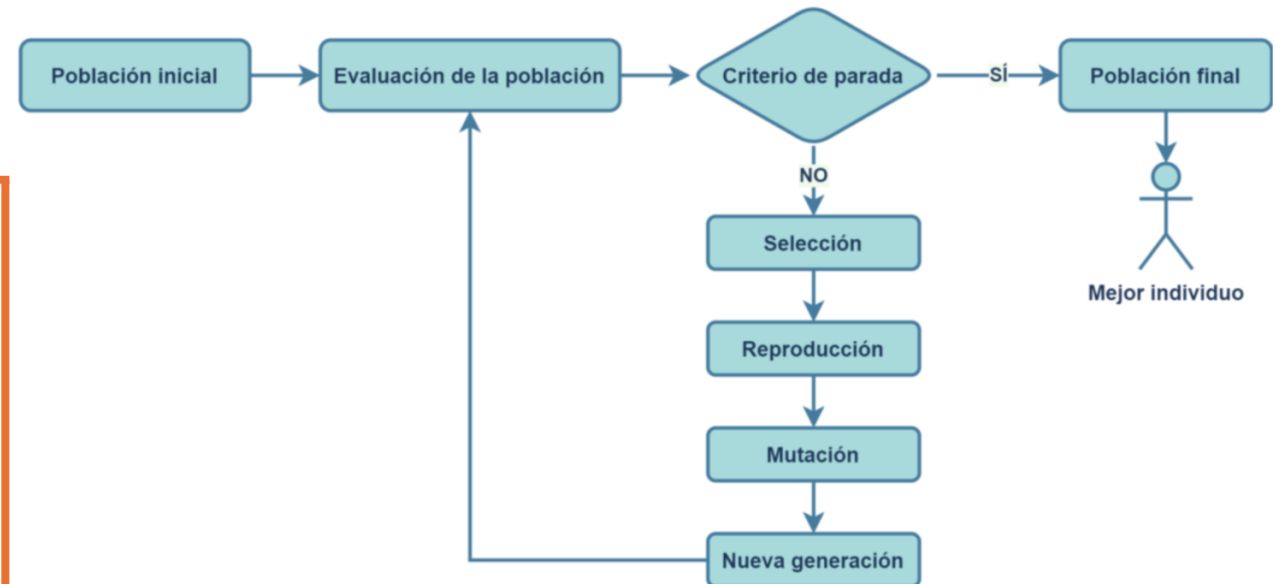 Población inicial
Evaluación de la población
Criterio de parada
SÍ
Población final
NO
Selección
Mejor individuo
Reproducción
Mutación
Nueva generación